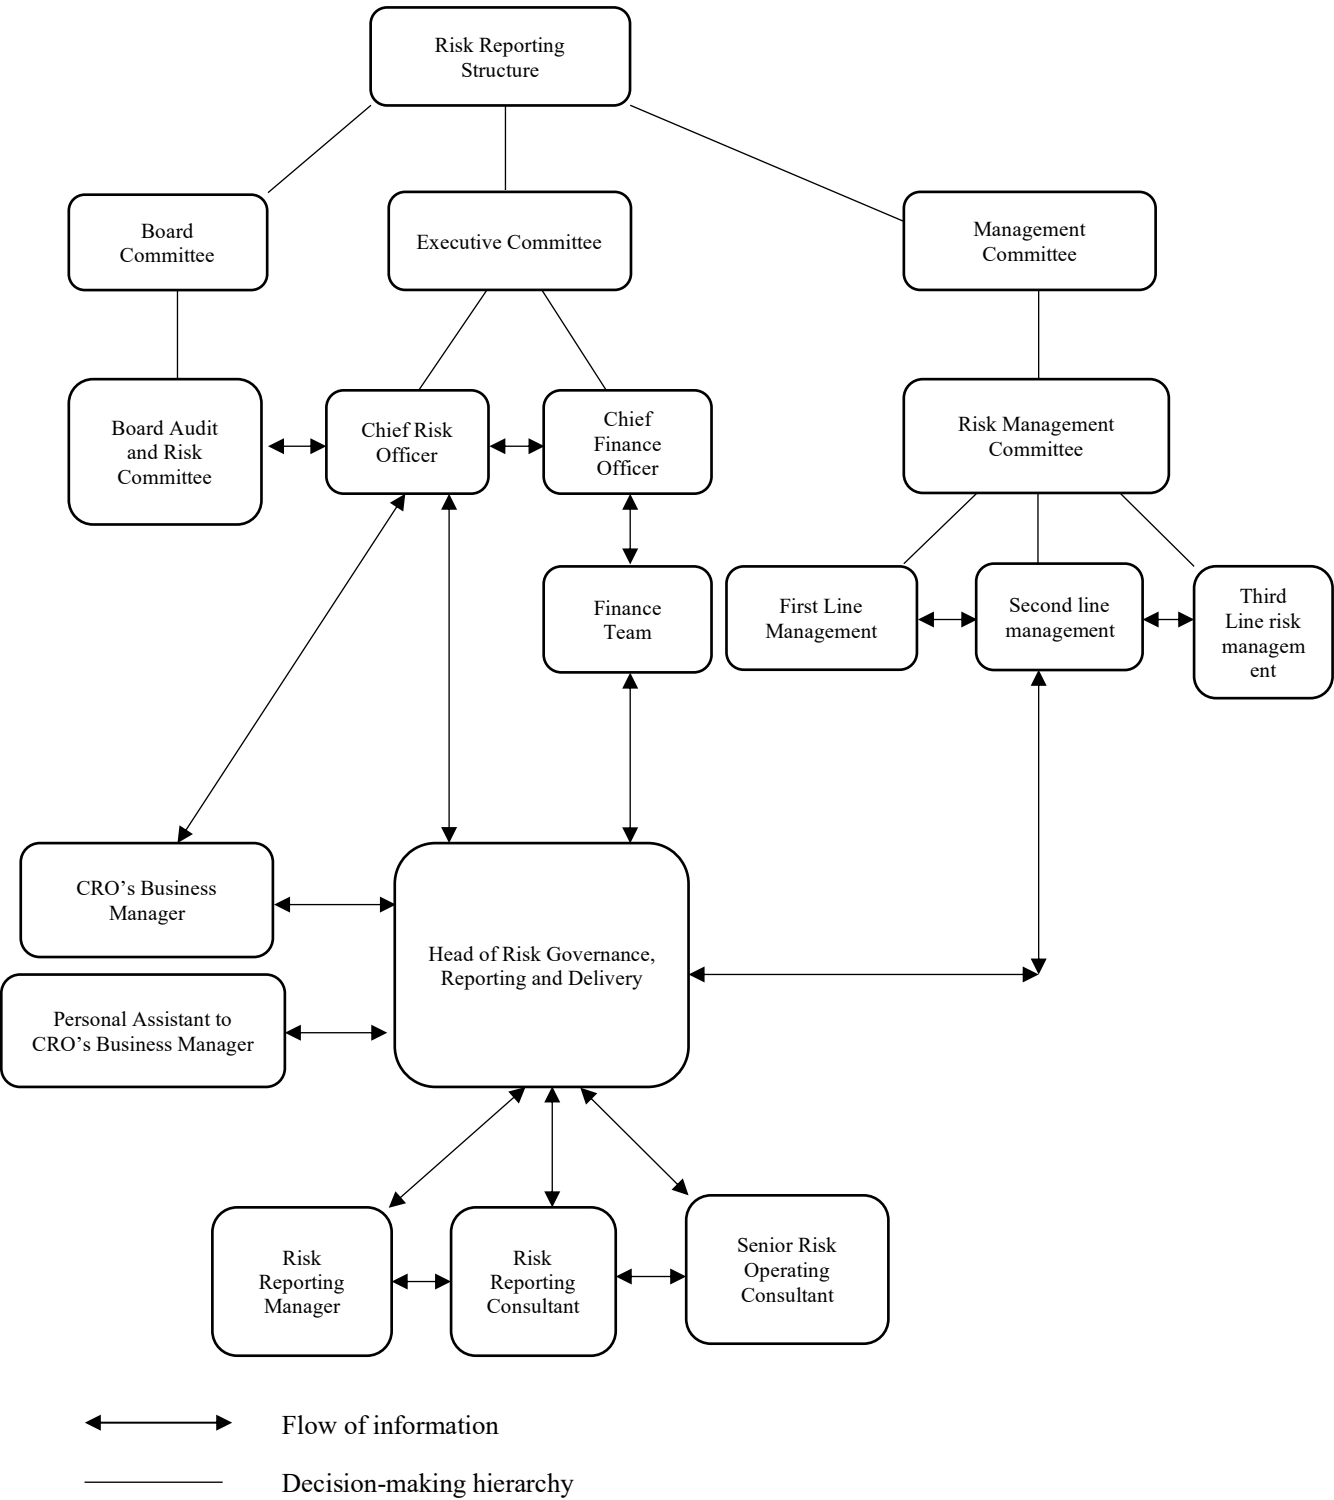 Risk Reporting
Structure
Board
Committee
Executive Committee
Management
Committee
Board Audit
and Risk
Committee
Chief Risk
Officer
Chief
Finance
Officer
Risk Management
Committee
Finance
Team
First Line
Management
Second line
management
Third
Line risk
managem
ent
CRO’s Business
Manager
Head of Risk Governance,
Reporting and Delivery
Personal Assistant to
CRO’s Business Manager
Risk
Reporting
Manager
Risk
Reporting
Consultant
Senior Risk
Operating
Consultant
Flow of information
Decision-making hierarchy